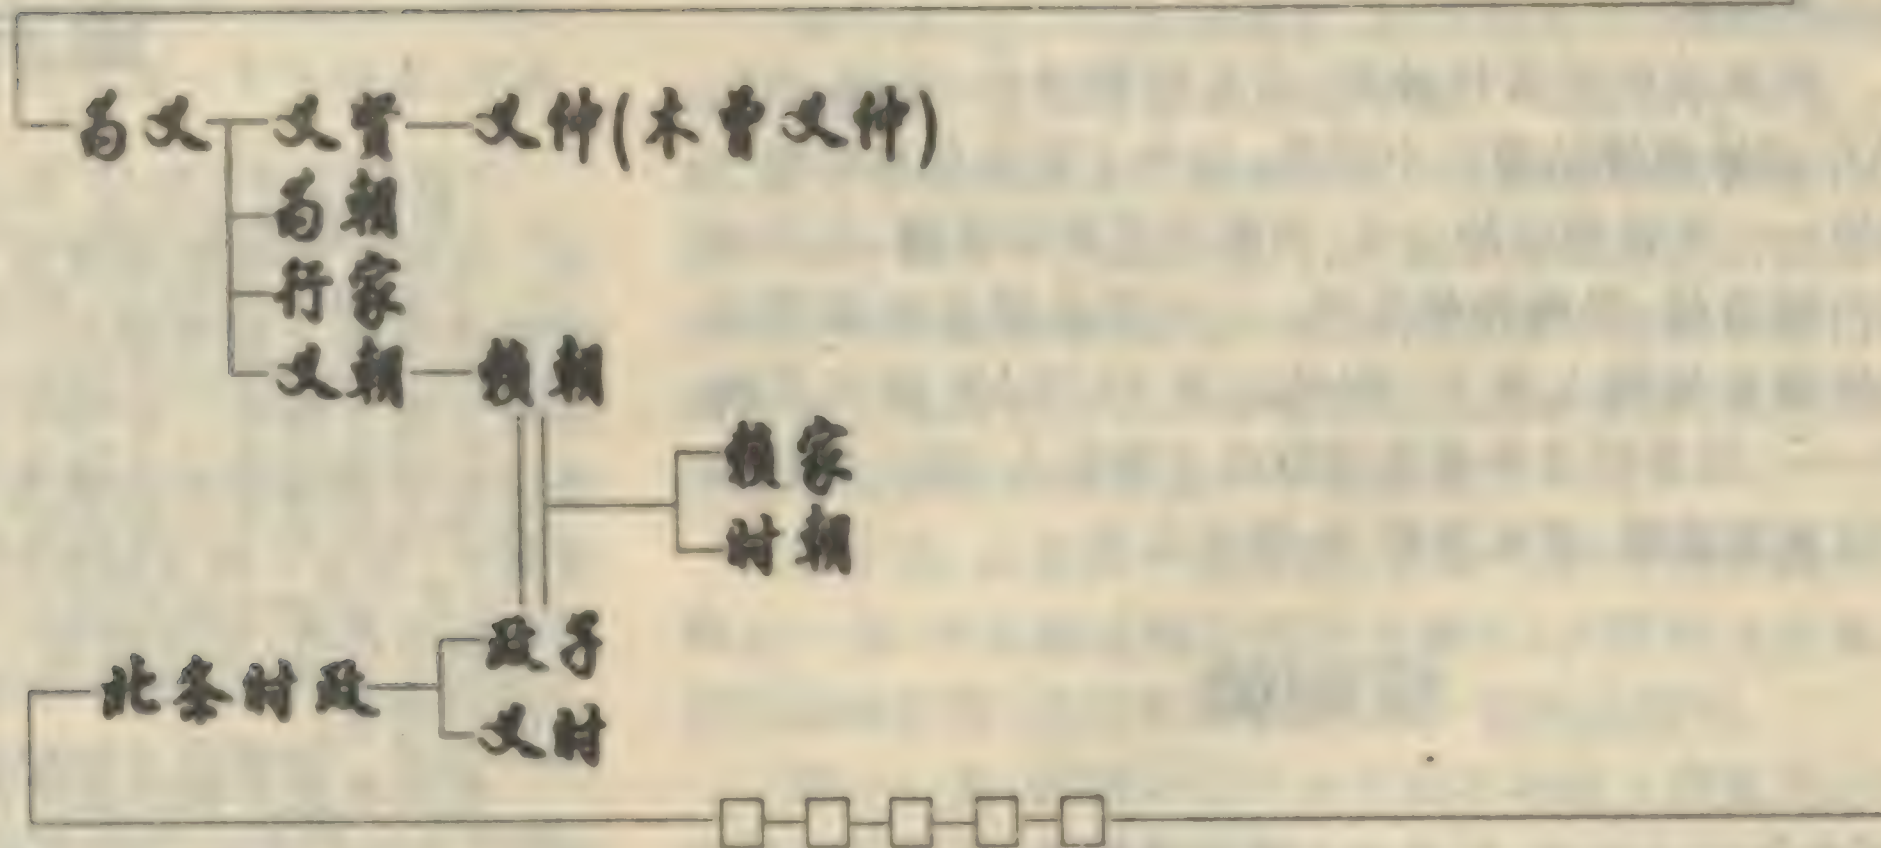 为义 义贤 义仲(木曾义仲)
为朝
行家
义朝 赖朝
赖家
时朝
政子
北条时政
义时